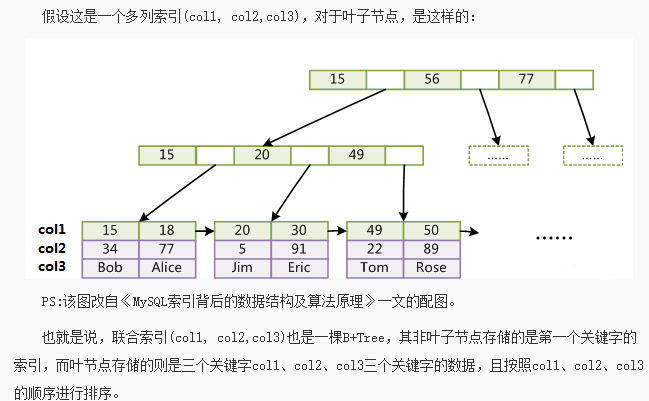 假设这是一个多列索引(col1, col2,col3)，对于叶子节点，是这样的：
15 56 77
15 20 49 …… ……
col1 15 18 20 30 49 50
col2 34 77 5 91 22 89 ……
col3 Bob Alice Jim Eric Tom Rose
PS:该图改自《MySQL索引背后的数据结构及算法原理》一文的配图。
也就是说，联合索引(col1, col2,col3)也是一棵B+Tree，其非叶子节点存储的是第一个关键字的
索引，而叶节点存储的则是三个关键字col1、col2、col3三个关键字的数据，且按照col1、col2、col3
的顺序进行排序。